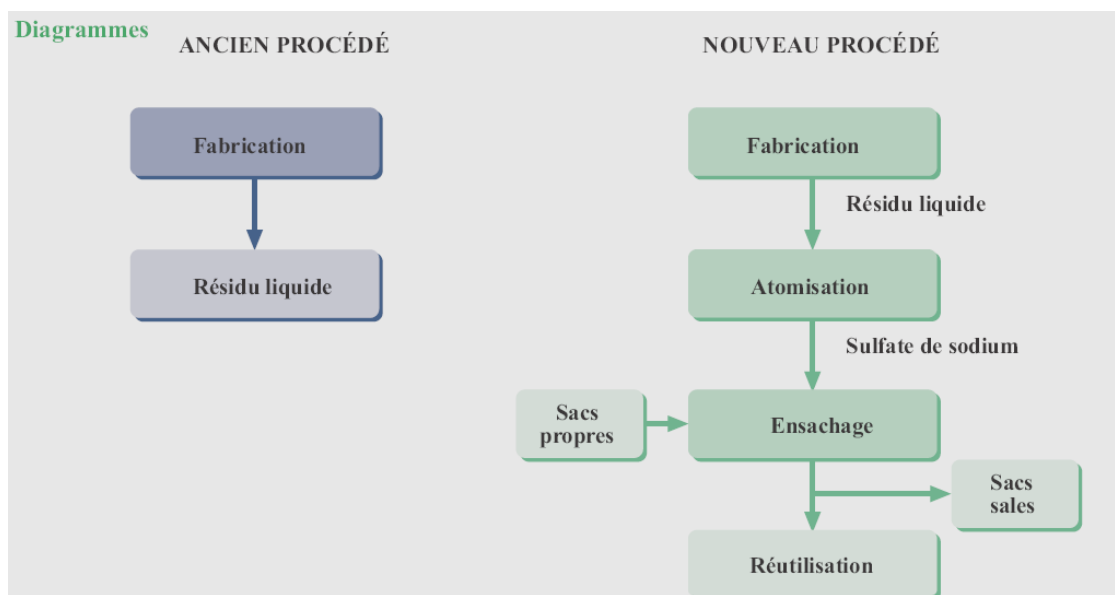 Diagrammes
ANCIEN PROCÉDÉ
Fabrication
Résidu liquide
NOUVEAU PROCÉDÉ
Fabrication
Résidu liquide
Atomisation
Sulfate de sodium
Sacs
propres
Ensachage
Sacs
sales
Réutilisation